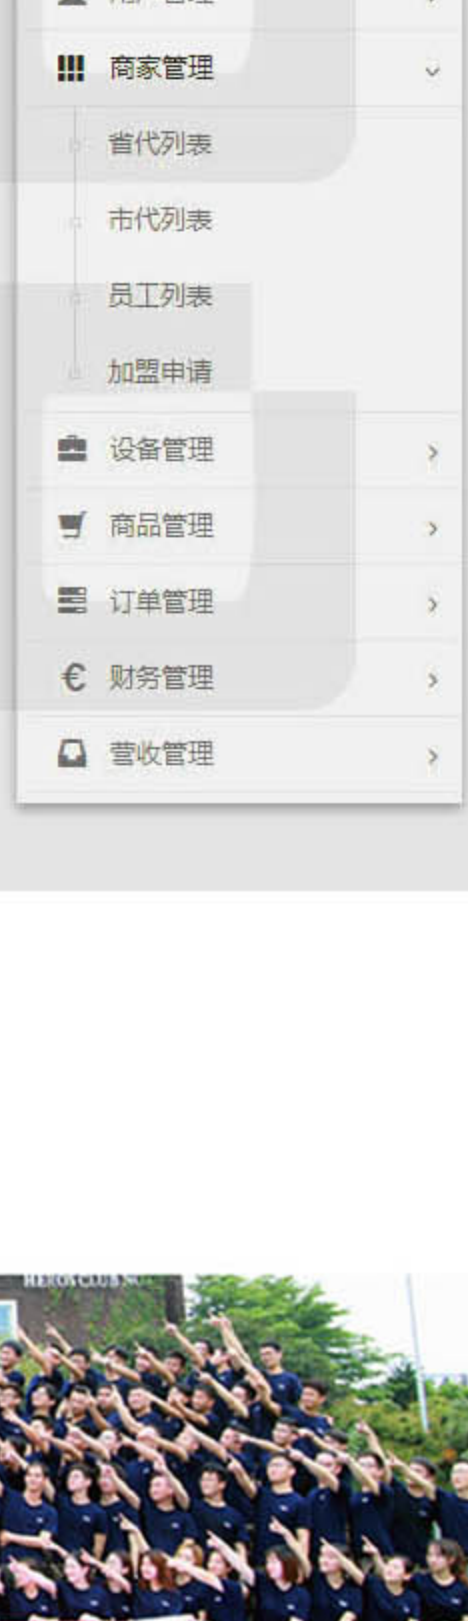 商家管理
省代列表
市代列表
员工列表
加盟申请
设备管理
商品管理
订单管理
财务管理
营收管理